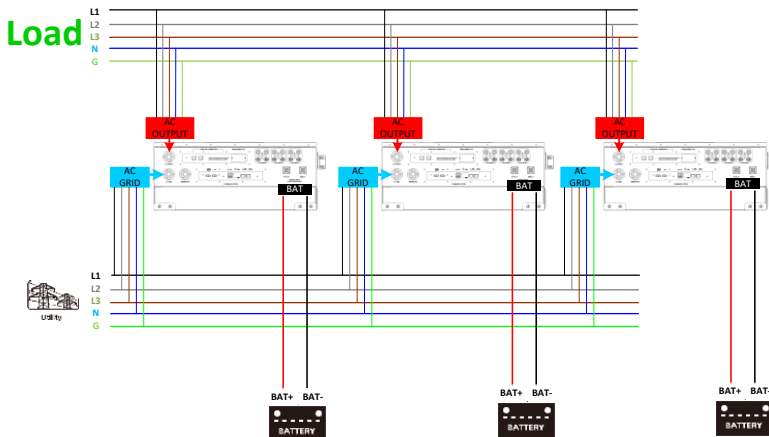 Load
L1
L2
L3
N
G
AC
OUTPUT
AC
OUTPUT
AC
OUTPUT
AC
GRID
AC
GRID
AC
GRID
BAT
BAT
BAT
Utility
L1
L2
L3
N
G
BAT+ BAT-
BAT+ BAT-
BAT+ BAT-
BATTERY
BATTERY
BATTERY